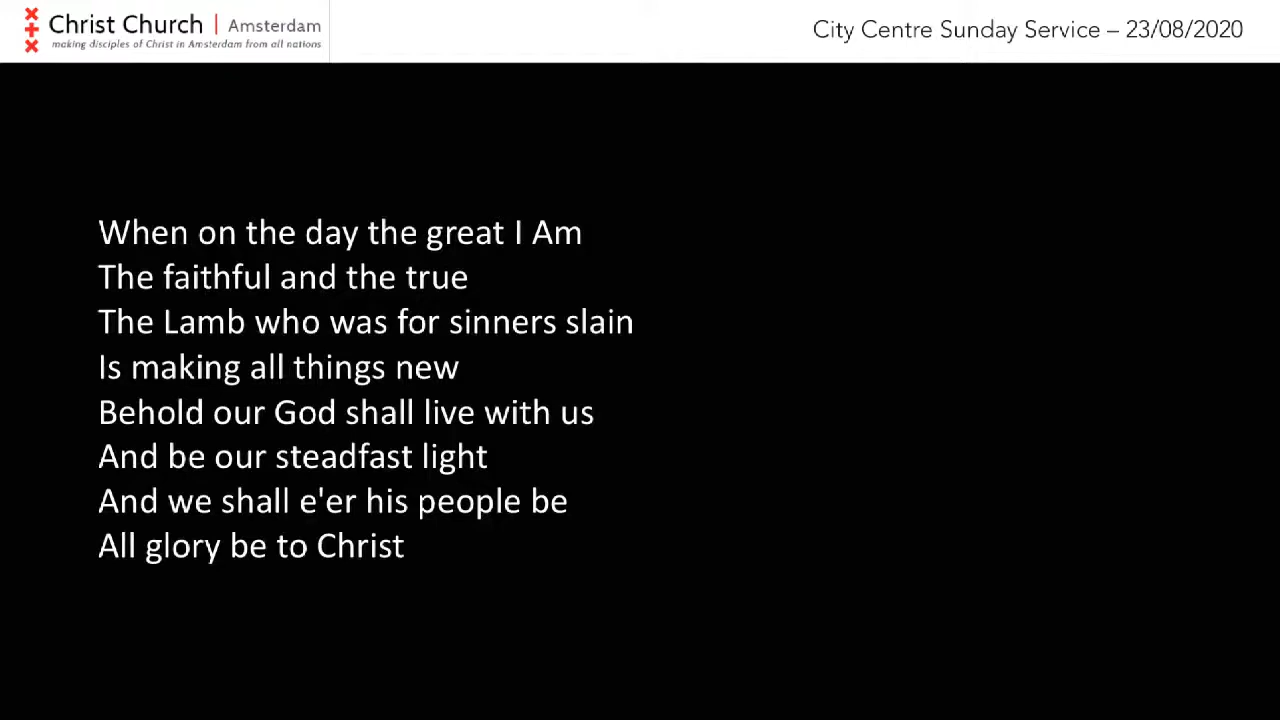 Christ Church | Amsterdam
making disciples of Christ in Amsterdam from all nations
City Centre Sunday Service – 23/08/2020
When on the day the great I Am
The faithful and the true
The Lamb who was for sinners slain
Is making all things new
Behold our God shall live with us
And be our steadfast light
And we shall e'er his people be
All glory be to Christ